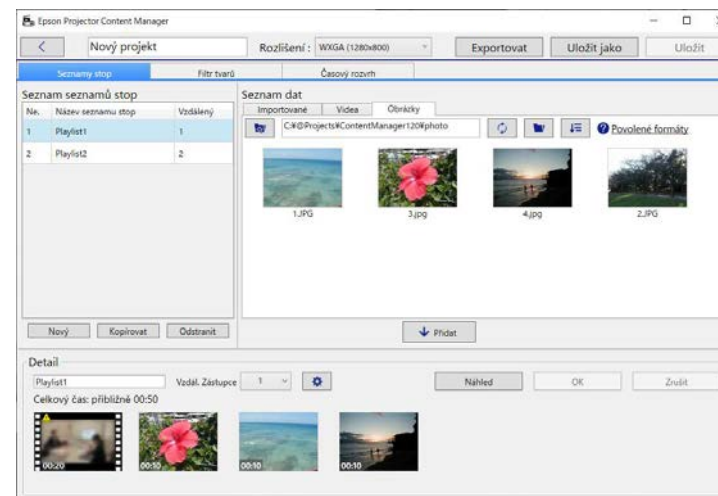 Epson Projector Content Manager
Nový projekt
Rozlišení :
WXGA (1280x800)
Exportovat
Uložit jako
Uložit
Seznamy stop
Filtr tvarů
Časový rozvrh
Seznam seznamů stop
Seznam dat
Ne.
Název seznamu stop
Vzdálený
Importované
Videa
Obrázky
1
Playlist1
1
C:¥@Projects¥ContentManager120¥photo
Povolené formáty
2
Playlist2
2
1.JPG
3.jpg
4.jpg
2.JPG
Nový
Kopírovat
Odstranit
Přidat
Detail
Playlist1
Vzdál. Zástupce
1
Náhled
OK
Zrušit
Celkový čas: přibližně 00:50
00:20
00:10
00:10
00:10